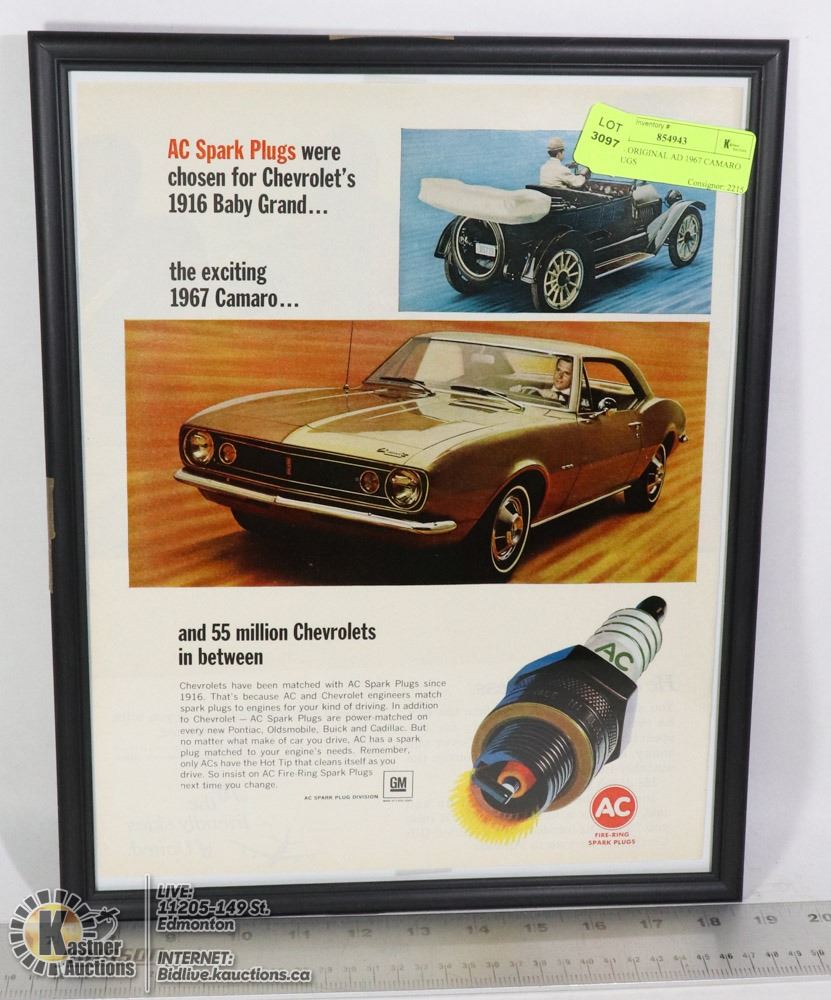 AC Spark Plugs were
chosen for Chevrolet's
1916 Baby Grand...
the exciting
1967 Camaro...
LOT
3097
Inventory #
854943
ORIGINAL AD 1967 CAMARO
UGS
Consignor: 2215
and 55 million Chevrolets
in between
Chevrolets have been matched with AC Spark Plugs since
1916. That's because AC and Chevrolet engineers match
spark plugs to engines for your kind of driving. In addition
to Chevrolet — AC Spark Plugs are power-matched on
every new Pontiac, Oldsmobile, Buick and Cadillac. But
no matter what make of car you drive, AC has a spark
plug matched to your engine's needs. Remember,
only ACs have the Hot Tip that cleans itself as you
drive. So insist on AC Fire-Ring Spark Plugs
next time you change.
AC SPARK PLUG DIVISION
GM
AC
AC
FIRE-RING
SPARK PLUGS
Kastner
Auctions
LIVE:
11205-149 St.
Edmonton
INTERNET:
Bidlive.kauctions.ca
16 17 18 19 20